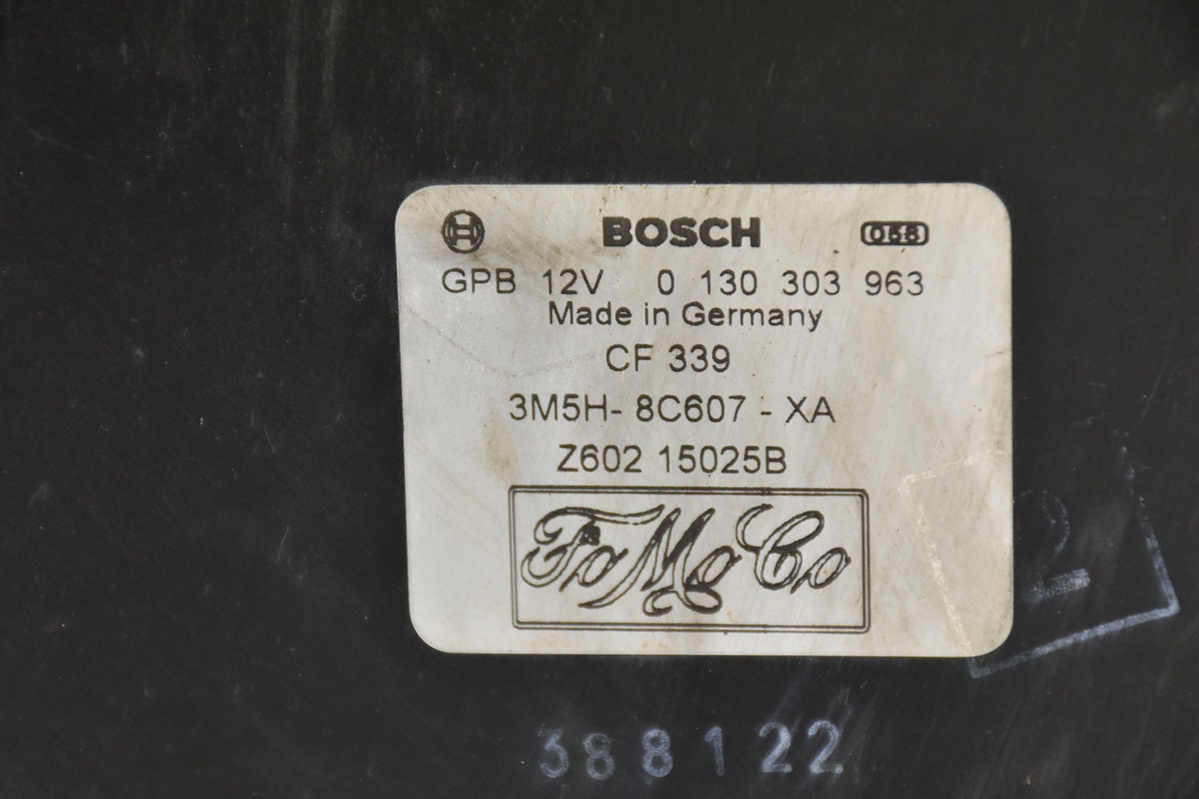 BOSCH 058
GPB 12V 0 130 303 963
Made in Germany
CF 339
3M5H- 8C607 - XA
Z602 15025B
FoMoCo
2
388122